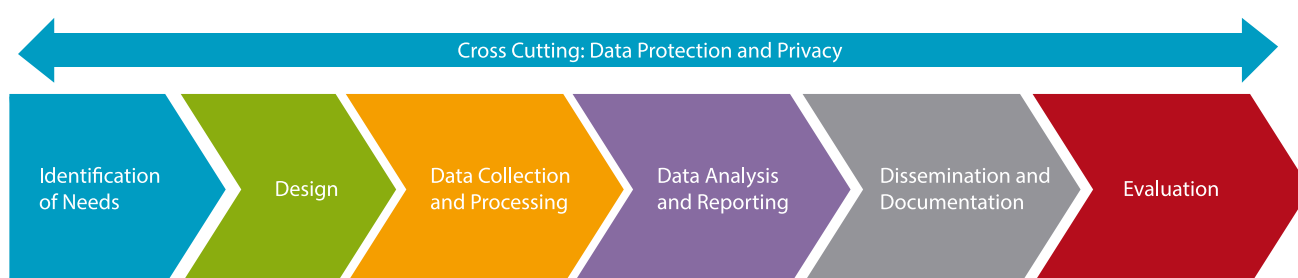 Cross Cutting: Data Protection and Privacy
Identification
of Needs
Design
Data Collection
and Processing
Data Analysis
and Reporting
Dissemination and
Documentation
Evaluation